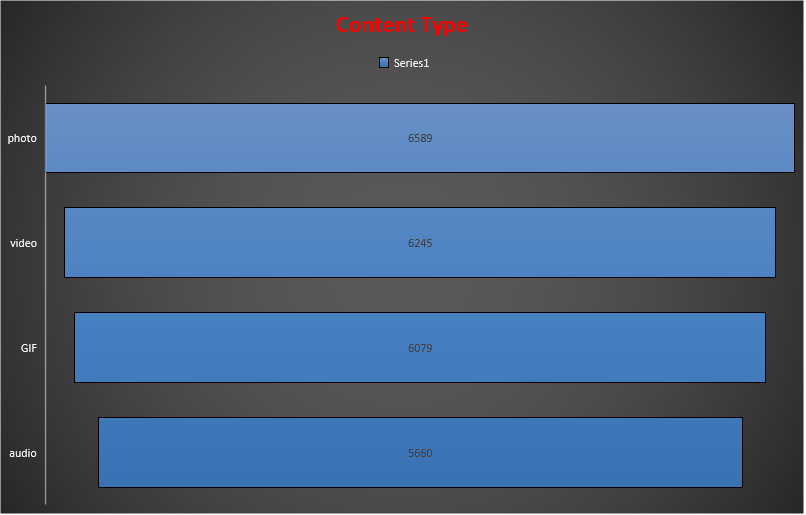 Content Type
Series1
photo
6589
video
6245
GIF
6079
audio
5660